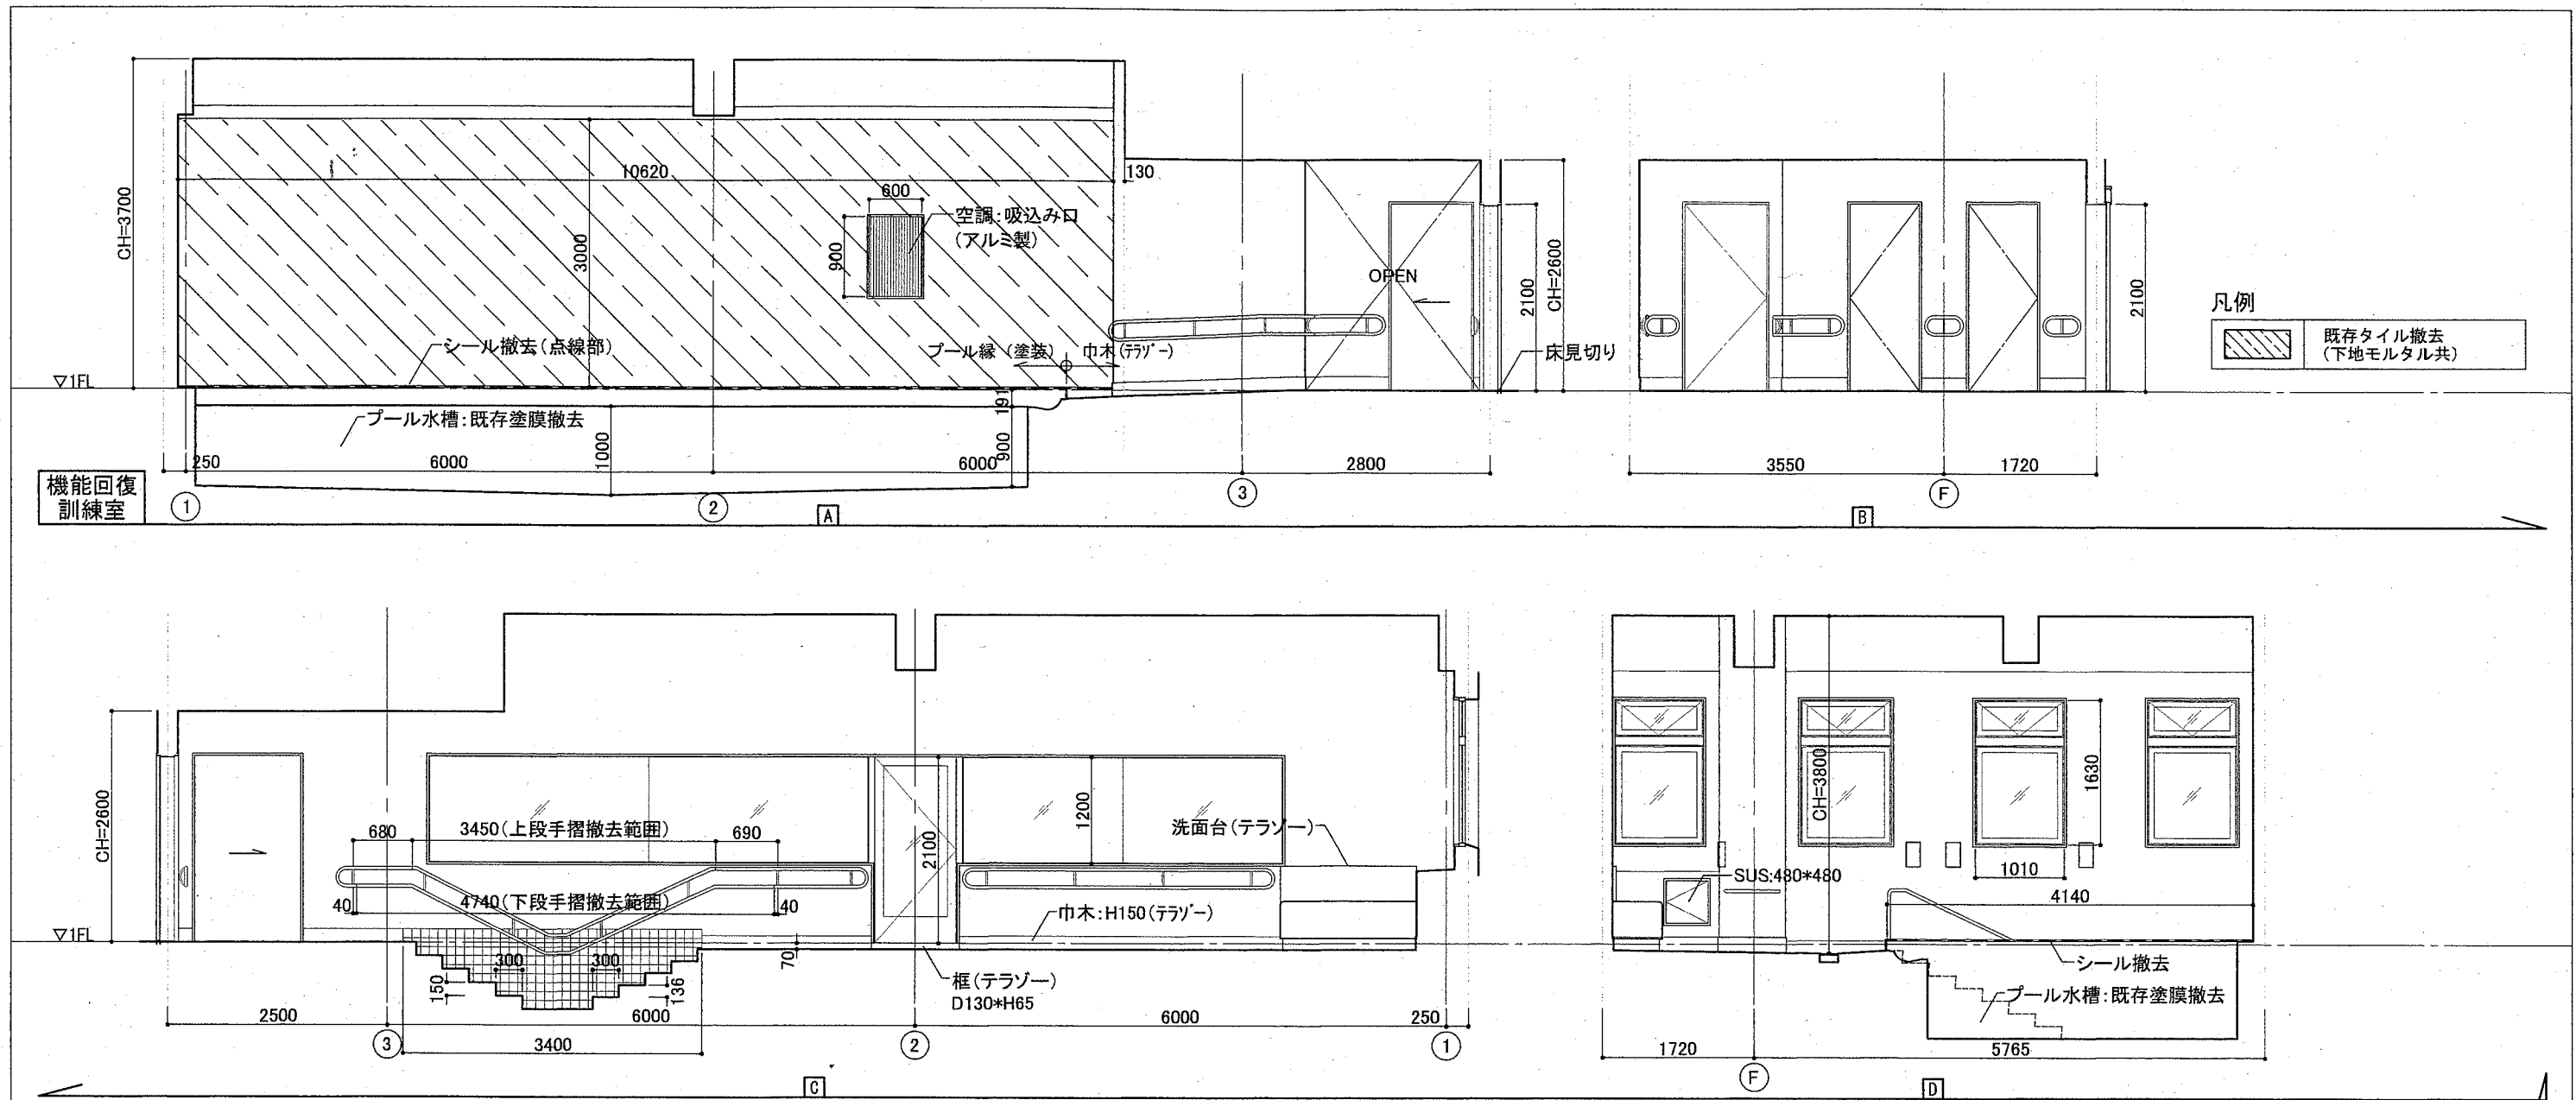 CH=3700
10620
130
600
空調:吸込み口
(アルミ製)
900
3000
OPEN
2100
CH=2600
2100
凡例
既存タイル撤去
(下地モルタル共)
シール撤去(点線部)
プール縁(塗装)
巾木(テラゾー)
床見切り
▽1FL
191
プール水槽:既存塗膜撤去
1000
900
250
6000
6000
2800
3550
1720
機能回復
訓練室
1
2
3
F
A
B
CH=2600
680
3450(上段手摺撤去範囲)
690
2100
1200
洗面台(テラゾー)
CH=3800
1630
1010
SUS:480*480
4140
40
4740(下段手摺撤去範囲)
40
巾木:H150(テラゾー)
▽1FL
70
300
300
150
136
框(テラゾー)
D130*H65
シール撤去
プール水槽:既存塗膜撤去
2500
6000
6000
250
3
3400
2
1
1720
5765
F
C
D